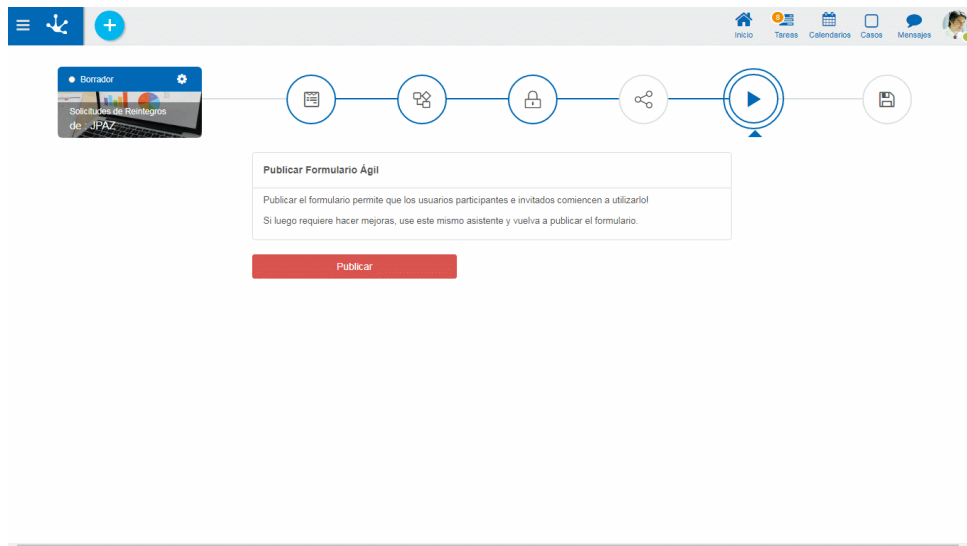 Inicio
8
Tareas
Calendarios
Casos
Mensajes
Borrador
Solicitudes de Reintegros
de : JPAZ
Publicar Formulario Ágil
Publicar el formulario permite que los usuarios participantes e invitados comiencen a utilizarlo!
Si luego requiere hacer mejoras, use este mismo asistente y vuelva a publicar el formulario.
Publicar